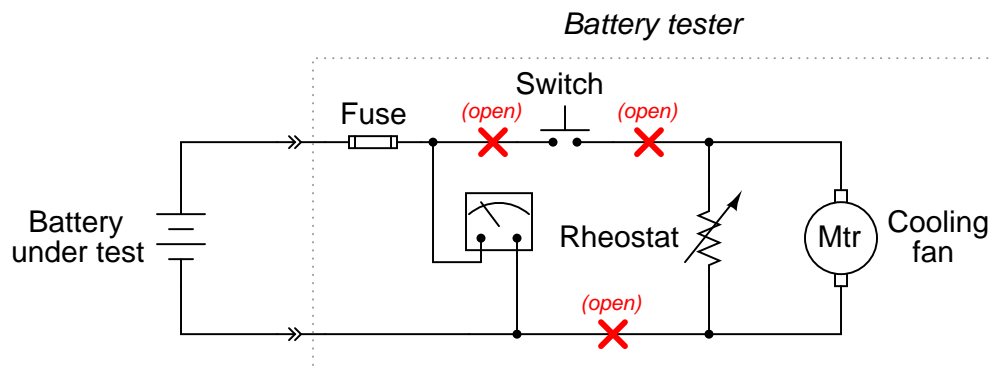 Battery tester
Switch
Fuse
(open)
(open)
Battery
under test
Rheostat
Mtr
Cooling
fan
(open)